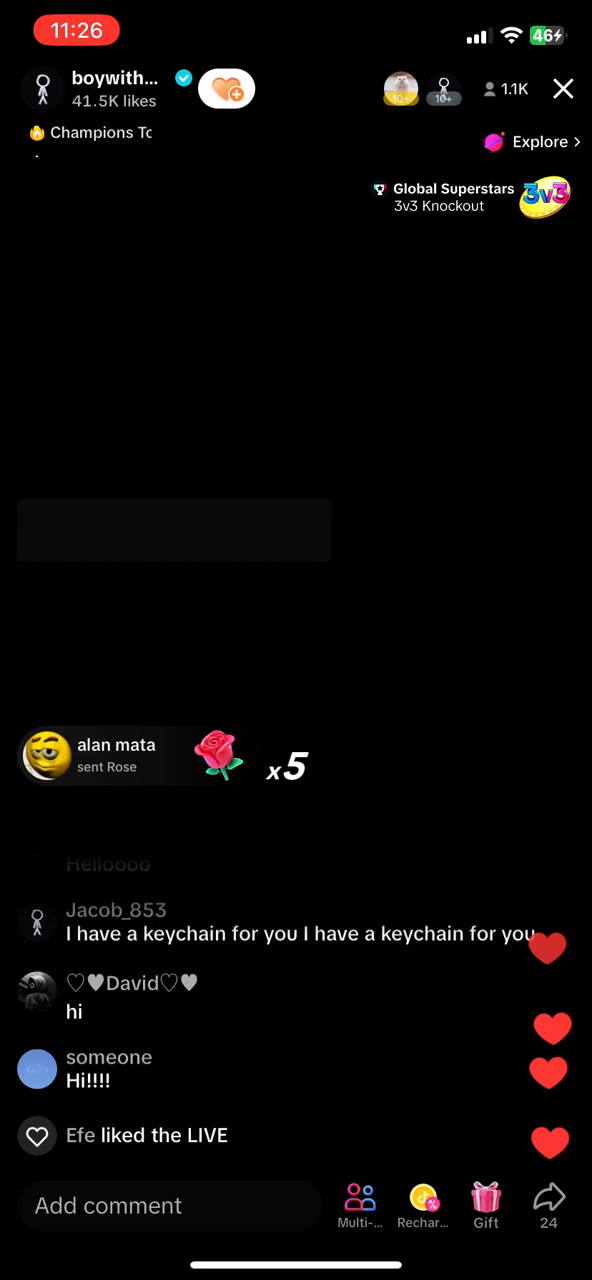 11:26
46
boywith...
41.5K likes
10+
10+
1.1K
Champions To
Explore >
Global Superstars
3v3 Knockout
3v3
alan mata
sent Rose
x5
Helloooo
Jacob_853
I have a keychain for you I have a keychain for you
♡♥David♡♥
hi
someone
Hi!!!!
Efe liked the LIVE
Add comment
Multi-...
Rechar...
Gift
24